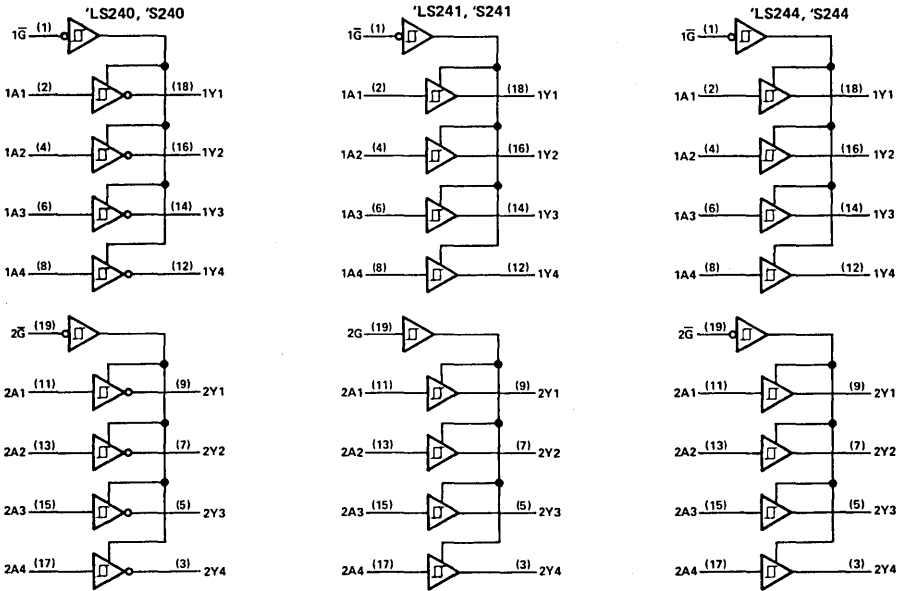 'LS240, 'S240
1G̅ (1)
1A1 (2) (18) 1Y1
1A2 (4) (16) 1Y2
1A3 (6) (14) 1Y3
1A4 (8) (12) 1Y4
2G̅ (19)
2A1 (11) (9) 2Y1
2A2 (13) (7) 2Y2
2A3 (15) (5) 2Y3
2A4 (17) (3) 2Y4
'LS241, 'S241
1G̅ (1)
1A1 (2) (18) 1Y1
1A2 (4) (16) 1Y2
1A3 (6) (14) 1Y3
1A4 (8) (12) 1Y4
2G (19)
2A1 (11) (9) 2Y1
2A2 (13) (7) 2Y2
2A3 (15) (5) 2Y3
2A4 (17) (3) 2Y4
'LS244, 'S244
1G̅ (1)
1A1 (2) (18) 1Y1
1A2 (4) (16) 1Y2
1A3 (6) (14) 1Y3
1A4 (8) (12) 1Y4
2G̅ (19)
2A1 (11) (9) 2Y1
2A2 (13) (7) 2Y2
2A3 (15) (5) 2Y3
2A4 (17) (3) 2Y4